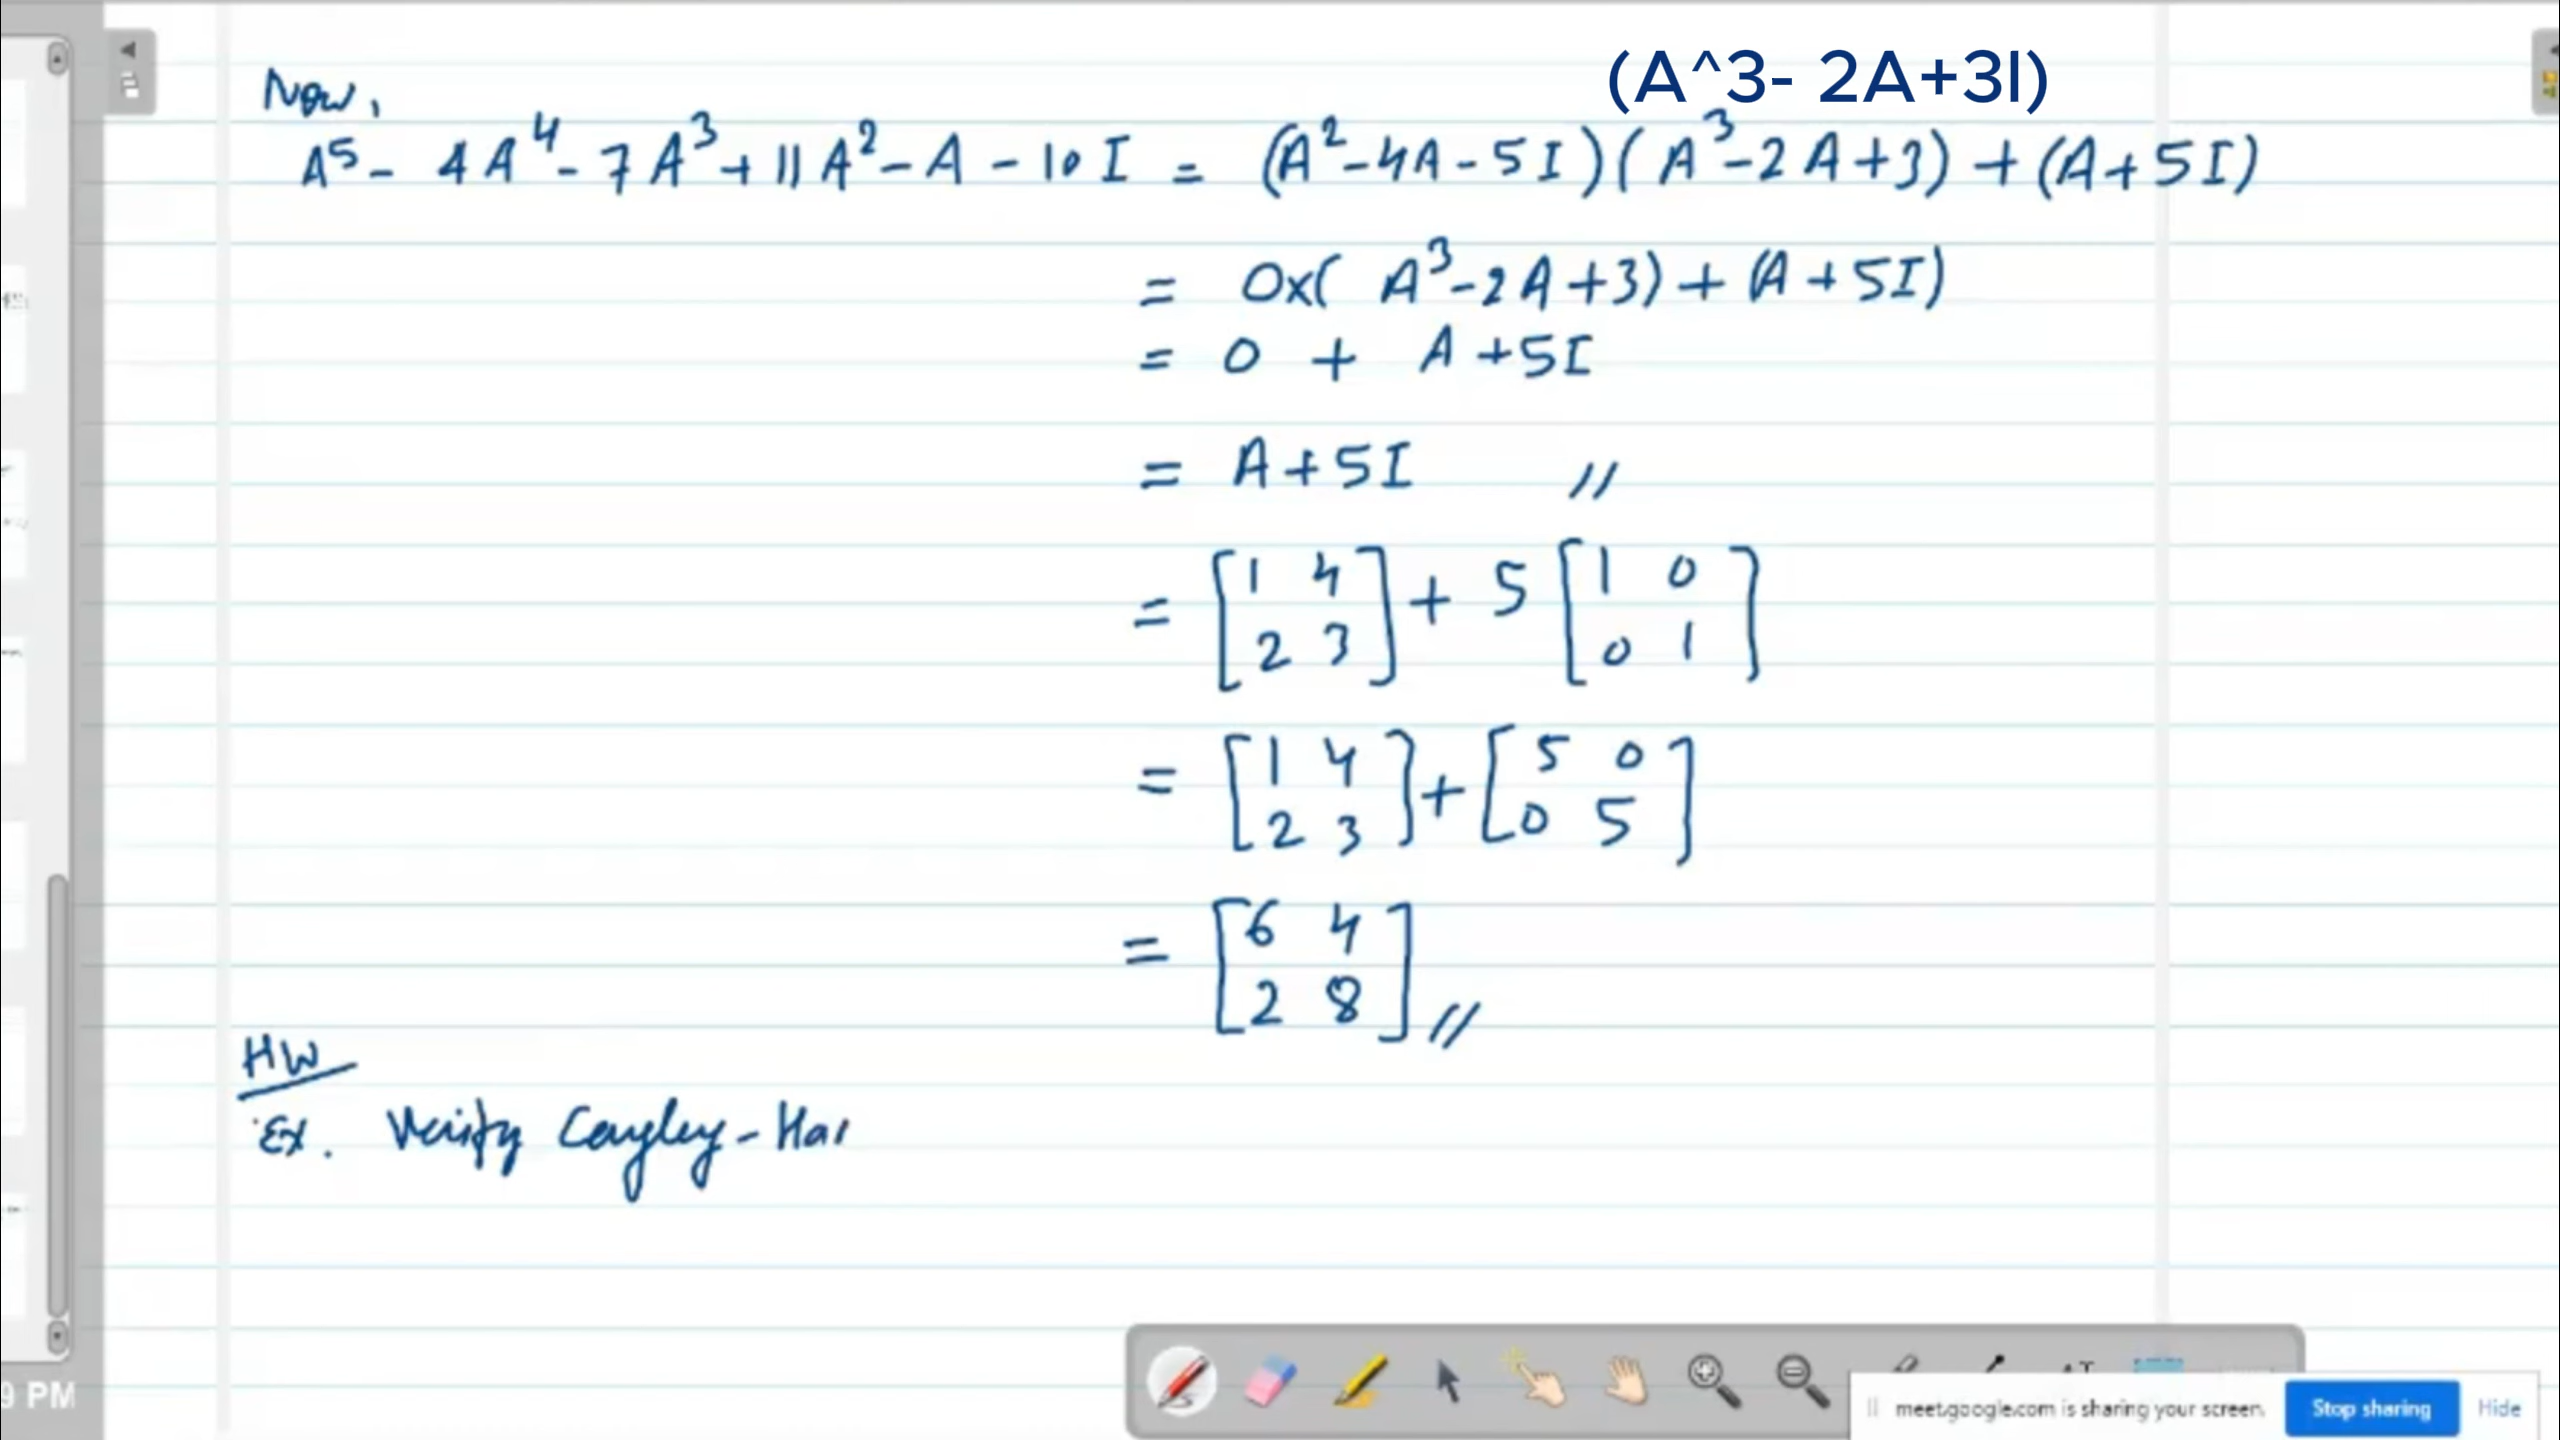 (A^3- 2A+3I)
Now,
A⁵ - 4A⁴ - 7A³ + 11A² - A - 10I = (A² - 4A - 5I)(A³ - 2A + 3) + (A + 5I)
= 0x( A³ - 2A + 3) + (A + 5I)
= 0 + A + 5I
= A + 5I //
= [1 4
2 3] + 5 [1 0
0 1]
= [1 4
2 3] + [5 0
0 5]
= [6 4
2 8] //
HW
Ex. Verify Cayley-Ha
9 PM
meet.google.com is sharing your screen.
Stop sharing
Hide